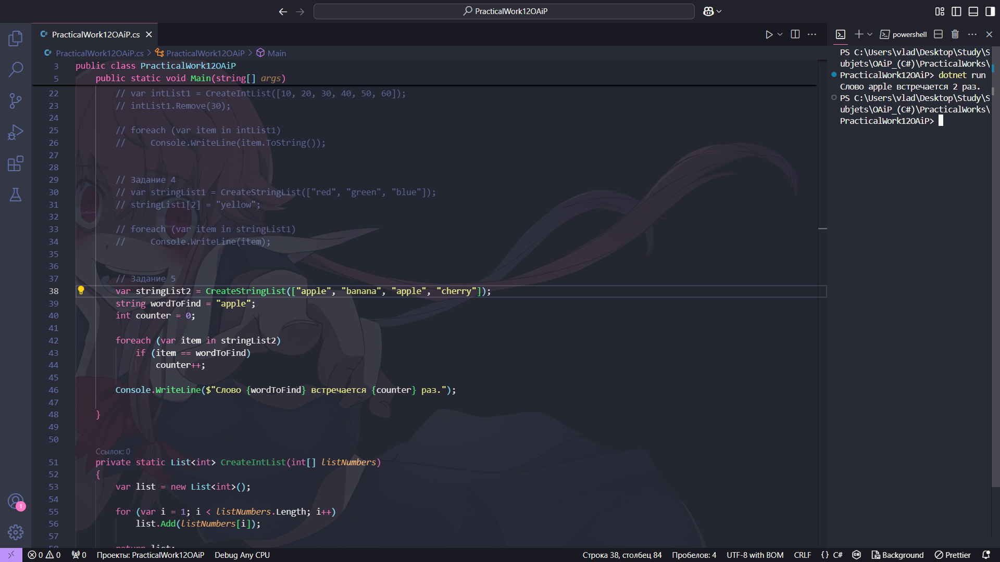 PracticalWork12OAiP
PracticalWork12OAiP.cs
PracticalWork12OAiP.cs > PracticalWork12OAiP > Main
3 public class PracticalWork12OAiP
5 public static void Main(string[] args)
22 // var intList1 = CreateIntList([10, 20, 30, 40, 50, 60]);
23 // intList1.Remove(30);
24
25 // foreach (var item in intList1)
26 // Console.WriteLine(item.ToString());
27
28
29 // Задание 4
30 // var stringList1 = CreateStringList(["red", "green", "blue"]);
31 // stringList1[2] = "yellow";
32
33 // foreach (var item in stringList1)
34 // Console.WriteLine(item);
35
36
37 // Задание 5
38 var stringList2 = CreateStringList(["apple", "banana", "apple", "cherry"]);
39 string wordToFind = "apple";
40 int counter = 0;
41
42 foreach (var item in stringList2)
43 if (item == wordToFind)
44 counter++;
45
46 Console.WriteLine($"Слово {wordToFind} встречается {counter} раз.");
47
48 }
49
50
Ссылок: 0
51 private static List<int> CreateIntList(int[] listNumbers)
52 {
53 var list = new List<int>();
54
55 for (var i = 1; i < listNumbers.Length; i++)
56 list.Add(listNumbers[i]);
57
58 return list;
powershell
PS C:\Users\vlad\Desktop\Study\S
ubjets\OAiP_(C#)\PracticalWorks\
PracticalWork12OAiP> dotnet run
Слово apple встречается 2 раз.
PS C:\Users\vlad\Desktop\Study\S
ubjets\OAiP_(C#)\PracticalWorks\
PracticalWork12OAiP>
1
0 0 0 Проекты: PracticalWork12OAiP Debug Any CPU Строка 38, столбец 84 Пробелов: 4 UTF-8 with BOM CRLF {} C# Background Prettier